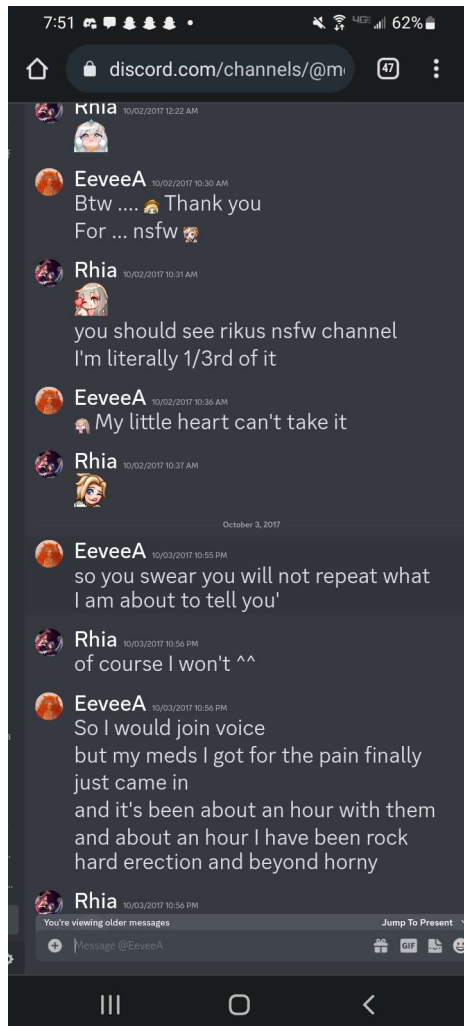 7:51
4GE 62%
discord.com/channels/@m
47
Rhia 10/02/2017 12:22 AM
EeveeA 10/02/2017 10:30 AM
Btw .... Thank you
For ... nsfw
Rhia 10/02/2017 10:31 AM
you should see rikus nsfw channel
I'm literally 1/3rd of it
EeveeA 10/02/2017 10:36 AM
My little heart can't take it
Rhia 10/02/2017 10:37 AM
October 3, 2017
EeveeA 10/03/2017 10:55 PM
so you swear you will not repeat what
I am about to tell you'
Rhia 10/03/2017 10:56 PM
of course I won't ^^
EeveeA 10/03/2017 10:56 PM
So I would join voice
but my meds I got for the pain finally
just came in
and it's been about an hour with them
and about an hour I have been rock
hard erection and beyond horny
Rhia 10/03/2017 10:56 PM
You're viewing older messages Jump To Present
Message @EeveeA GIF